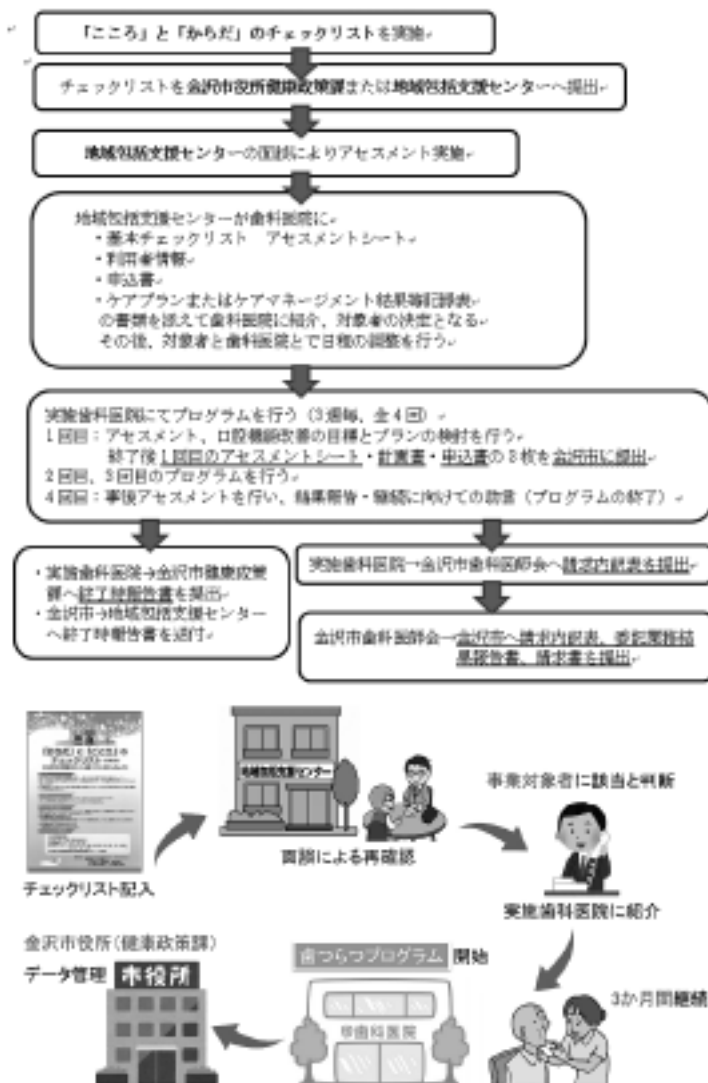 「こころ」と「からだ」のチェックリストを実施
チェックリストを金沢市役所健康政策課または地域包括支援センターへ提出
地域包括支援センターの面談によりアセスメント実施
地域包括支援センターが歯科医院に
・基本チェックリスト　アセスメントシート
・利用者情報
・申込書
・ケアプランまたはケアマネージメント結果等記録表
の書類を添えて歯科医院に紹介、対象者の決定となる
その後、対象者と歯科医院とで日程の調整を行う
実施歯科医院にてプログラムを行う（3週毎、全4回）
1回目：アセスメント、口腔機能改善の目標とプランの検討を行う
終了後1回目のアセスメントシート・計画書・申込書の3枚を金沢市に提出
2回目、3回目のプログラムを行う
4回目：事後アセスメントを行い、結果報告・継続に向けての助言（プログラムの終了）
・実施歯科医院→金沢市健康政策
課へ終了時報告書を提出
・金沢市→地域包括支援センター
へ終了時報告書を送付
実施歯科医院→金沢市歯科医師会へ請求内訳表を提出
金沢市歯科医師会→金沢市へ請求内訳表、委託業務結
果報告書、請求書を提出
チェックリスト
地域包括支援センター
事業対象者に該当と判断
面談による再確認
チェックリスト記入
実施歯科医院に紹介
金沢市役所（健康政策課）
データ管理
市役所
歯つらつプログラム 開始
歯科医院
3か月間継続